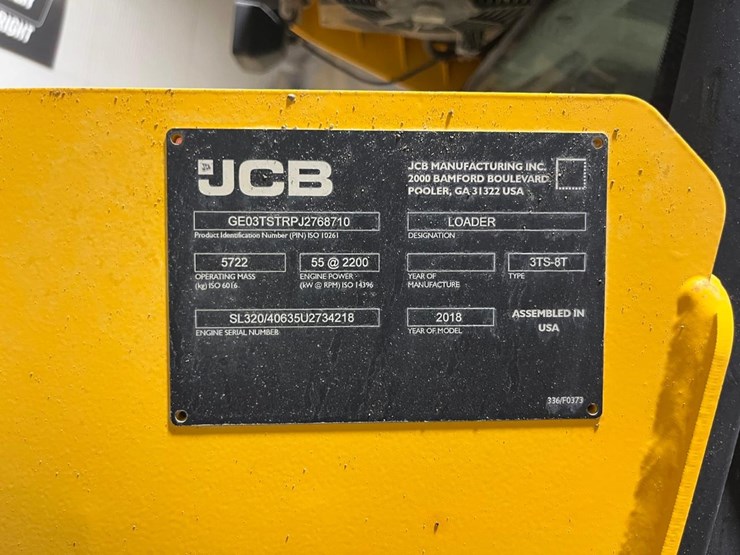 RIGHT
JCB
JCB MANUFACTURING INC.
2000 BAMFORD BOULEVARD
POOLER, GA 31322 USA
GE03TSTRPJ2768710
Product Identification Number (PIN) ISO 10261
LOADER
DESIGNATION
5722
OPERATING MASS
(kg) ISO 6016
55 @ 2200
ENGINE POWER
(kW @ RPM) ISO 14396
YEAR OF
MANUFACTURE
3TS-8T
TYPE
SL320/40635U2734218
ENGINE SERIAL NUMBER
2018
YEAR OF MODEL
ASSEMBLED IN
USA
336/F0373